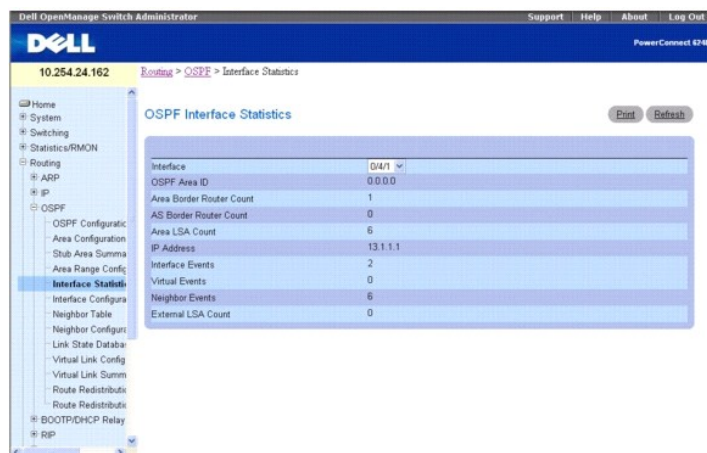 Dell OpenManage Switch Administrator
Support Help About Log Out
DELL
PowerConnect 624
10.254.24.162
Routing > OSPF > Interface Statistics
Home
System
Switching
Statistics/RMON
Routing
ARP
IP
OSPF
OSPF Configuratic
Area Configuration
Stub Area Summa
Area Range Config
Interface Statisti
Interface Configura
Neighbor Table
Neighbor Configura
Link State Databa
Virtual Link Config
Virtual Link Summ
Route Redistributic
Route Redistributic
BOOTP/DHCP Relay
RIP
OSPF Interface Statistics
Print Refresh
Interface 0/4/1
OSPF Area ID 0.0.0.0
Area Border Router Count 1
AS Border Router Count 0
Area LSA Count 6
IP Address 13.1.1.1
Interface Events 2
Virtual Events 0
Neighbor Events 6
External LSA Count 0